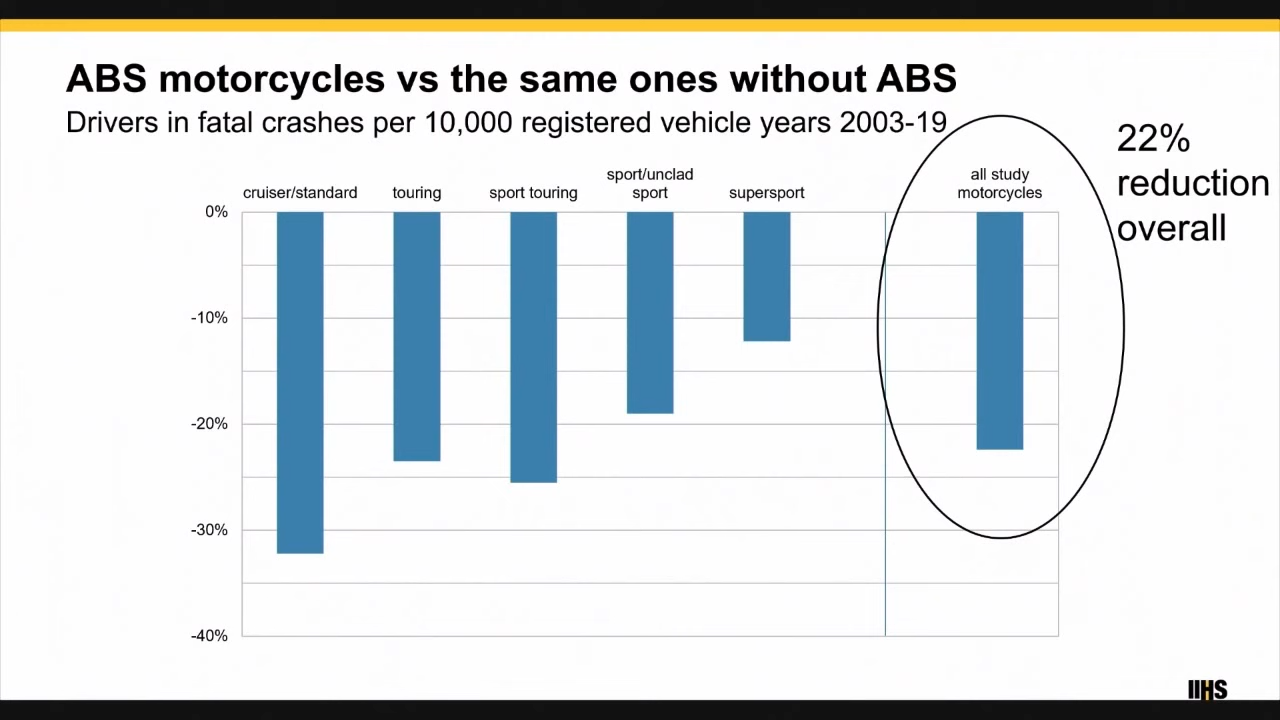 ABS motorcycles vs the same ones without ABS
Drivers in fatal crashes per 10,000 registered vehicle years 2003-19
22%
reduction
overall
cruiser/standard
touring
sport touring
sport/unclad
sport
supersport
all study
motorcycles
0%
-10%
-20%
-30%
-40%
IIHS